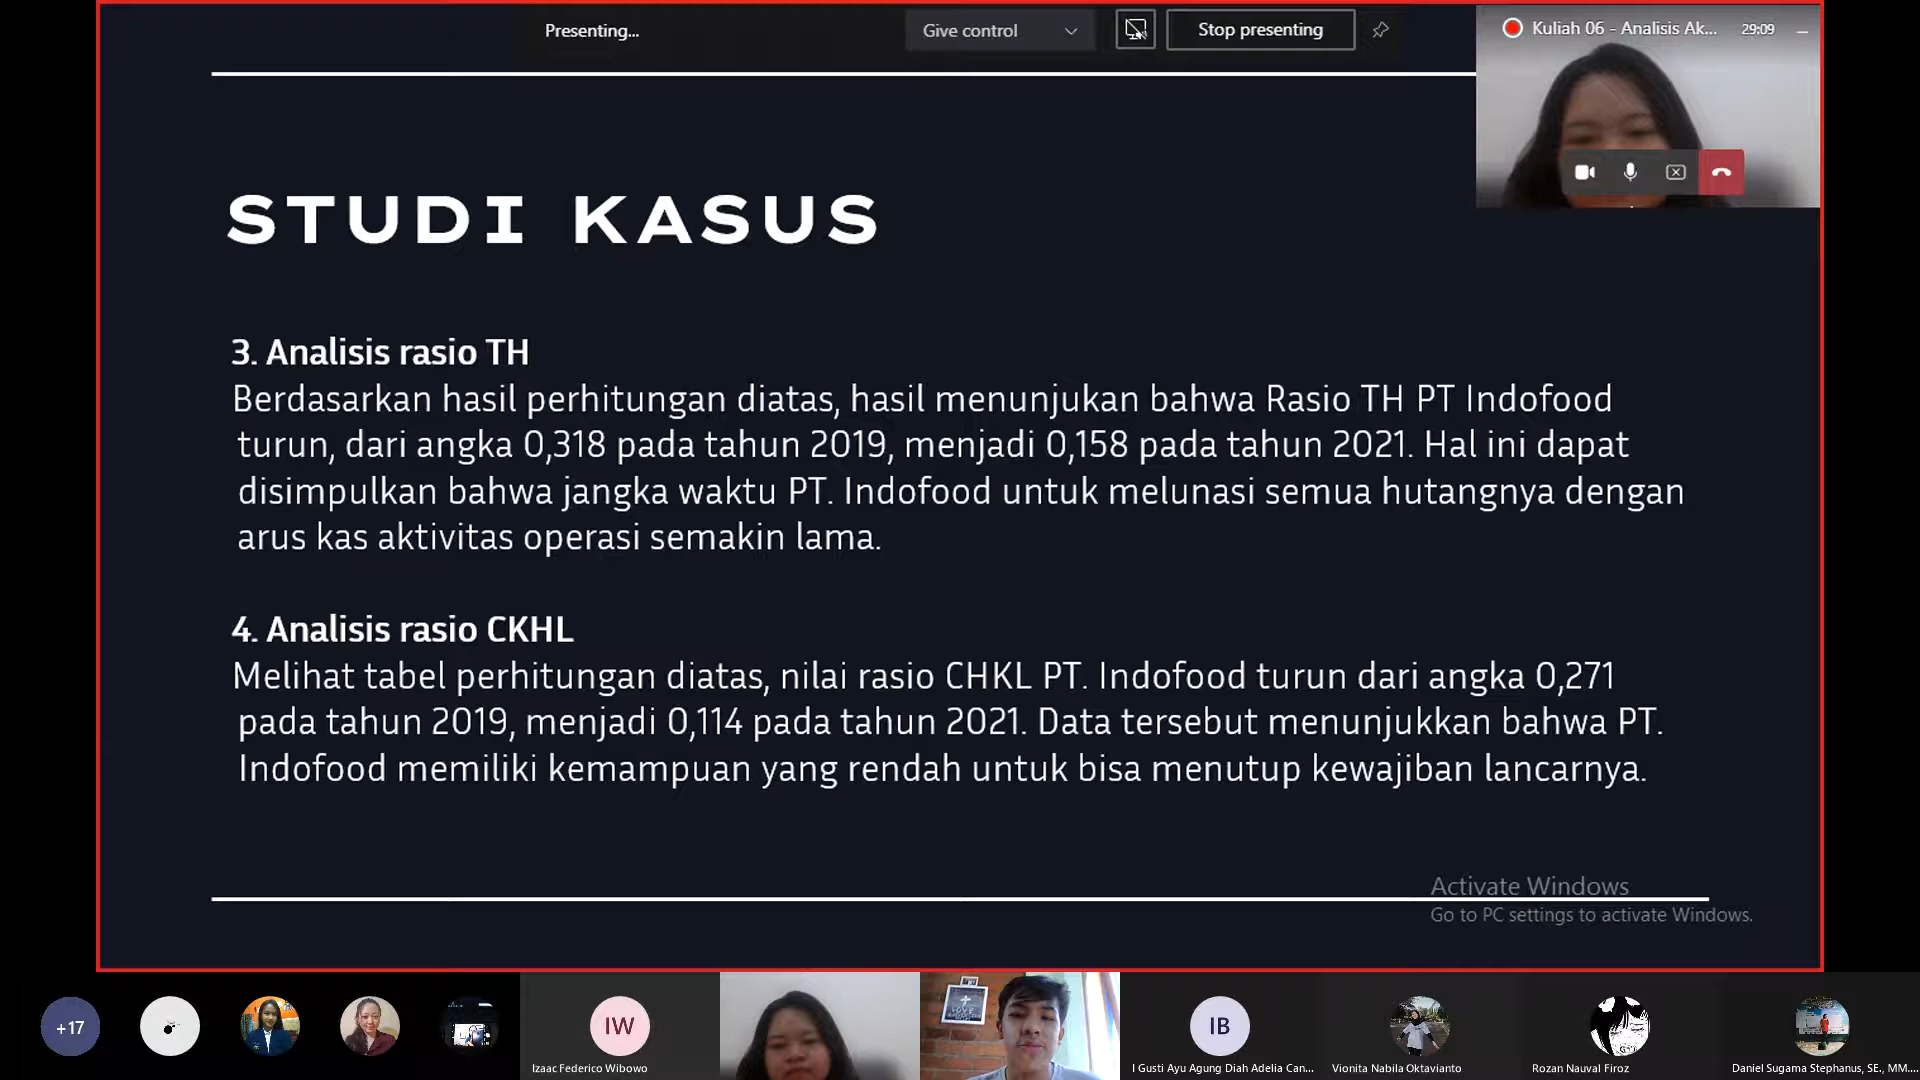 Presenting...
Give control
Stop presenting
Kuliah 06 - Analisis Ak...
29:09
STUDI KASUS
3. Analisis rasio TH
Berdasarkan hasil perhitungan diatas, hasil menunjukan bahwa Rasio TH PT Indofood
turun, dari angka 0,318 pada tahun 2019, menjadi 0,158 pada tahun 2021. Hal ini dapat
disimpulkan bahwa jangka waktu PT. Indofood untuk melunasi semua hutangnya dengan
arus kas aktivitas operasi semakin lama.
4. Analisis rasio CKHL
Melihat tabel perhitungan diatas, nilai rasio CHKL PT. Indofood turun dari angka 0,271
pada tahun 2019, menjadi 0,114 pada tahun 2021. Data tersebut menunjukkan bahwa PT.
Indofood memiliki kemampuan yang rendah untuk bisa menutup kewajiban lancarnya.
Activate Windows
Go to PC settings to activate Windows.
+17
IW
IB
Izaac Federico Wibowo
I Gusti Ayu Agung Diah Adelia Can...
Vionita Nabila Oktavianto
Rozan Nauval Firoz
Daniel Sugama Stephanus, SE., MM....